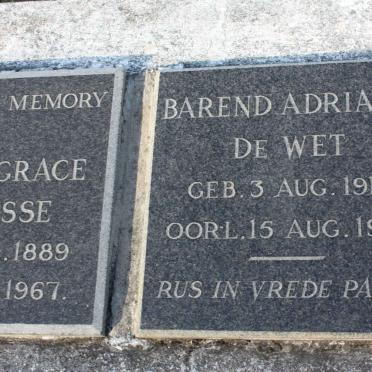 MEMORY
GRACE
SSE
1889
1967.
BAREND ADRIA
DE WET
GEB. 3 AUG. 19
OORL. 15 AUG. 19
RUS IN VREDE PA